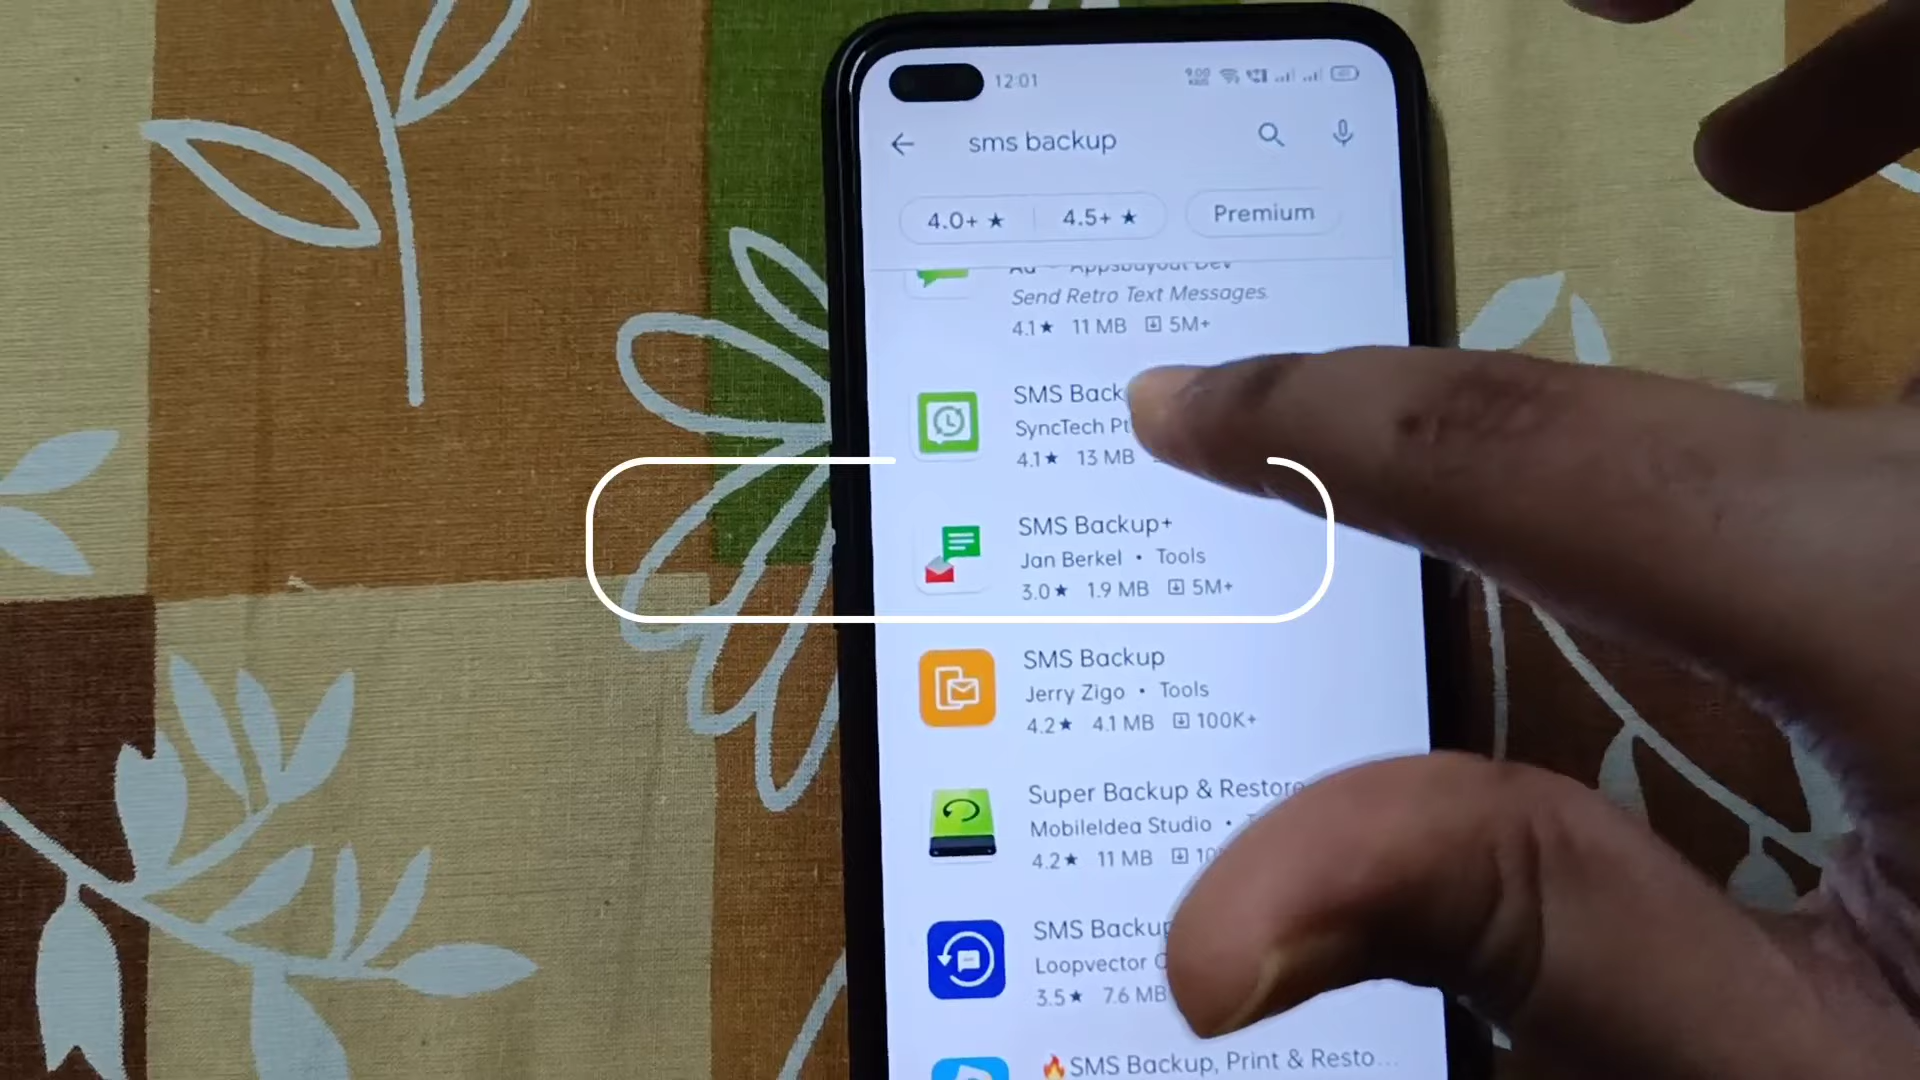 12:01
sms backup
4.0+ ★ 4.5+ ★ Premium
Send Retro Text Messages
4.1★ 11 MB 5M+
SMS Back
SyncTech Pt
4.1★ 13 MB
SMS Backup+
Jan Berkel • Tools
3.0★ 1.9 MB 5M+
SMS Backup
Jerry Zigo • Tools
4.2★ 4.1 MB 100K+
Super Backup & Restore
MobileIdea Studio •
4.2★ 11 MB 10
SMS Backup
Loopvector
3.5★ 7.6 MB
🔥SMS Backup, Print & Resto...